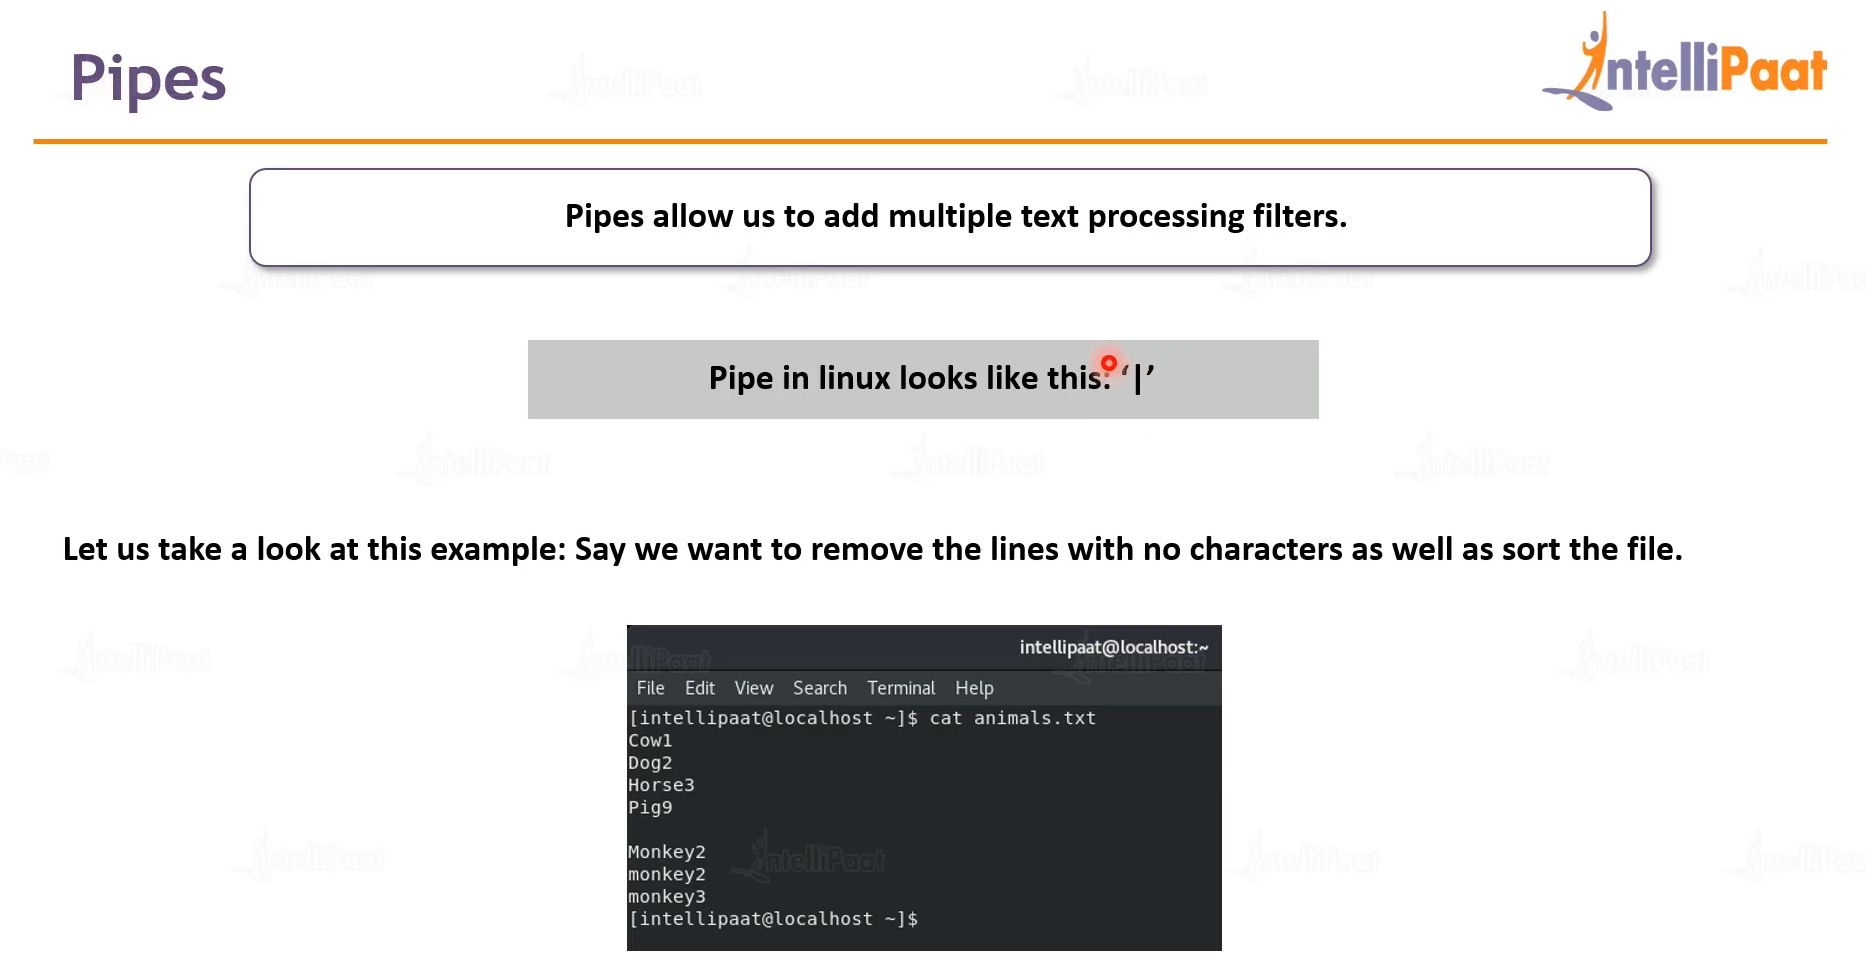 Pipes
IntelliPaat
Pipes allow us to add multiple text processing filters.
Pipe in linux looks like this: ‘|’
Let us take a look at this example: Say we want to remove the lines with no characters as well as sort the file.
intellipaat@localhost:~
File Edit View Search Terminal Help
[intellipaat@localhost ~]$ cat animals.txt
Cow1
Dog2
Horse3
Pig9
Monkey2
monkey2
monkey3
[intellipaat@localhost ~]$